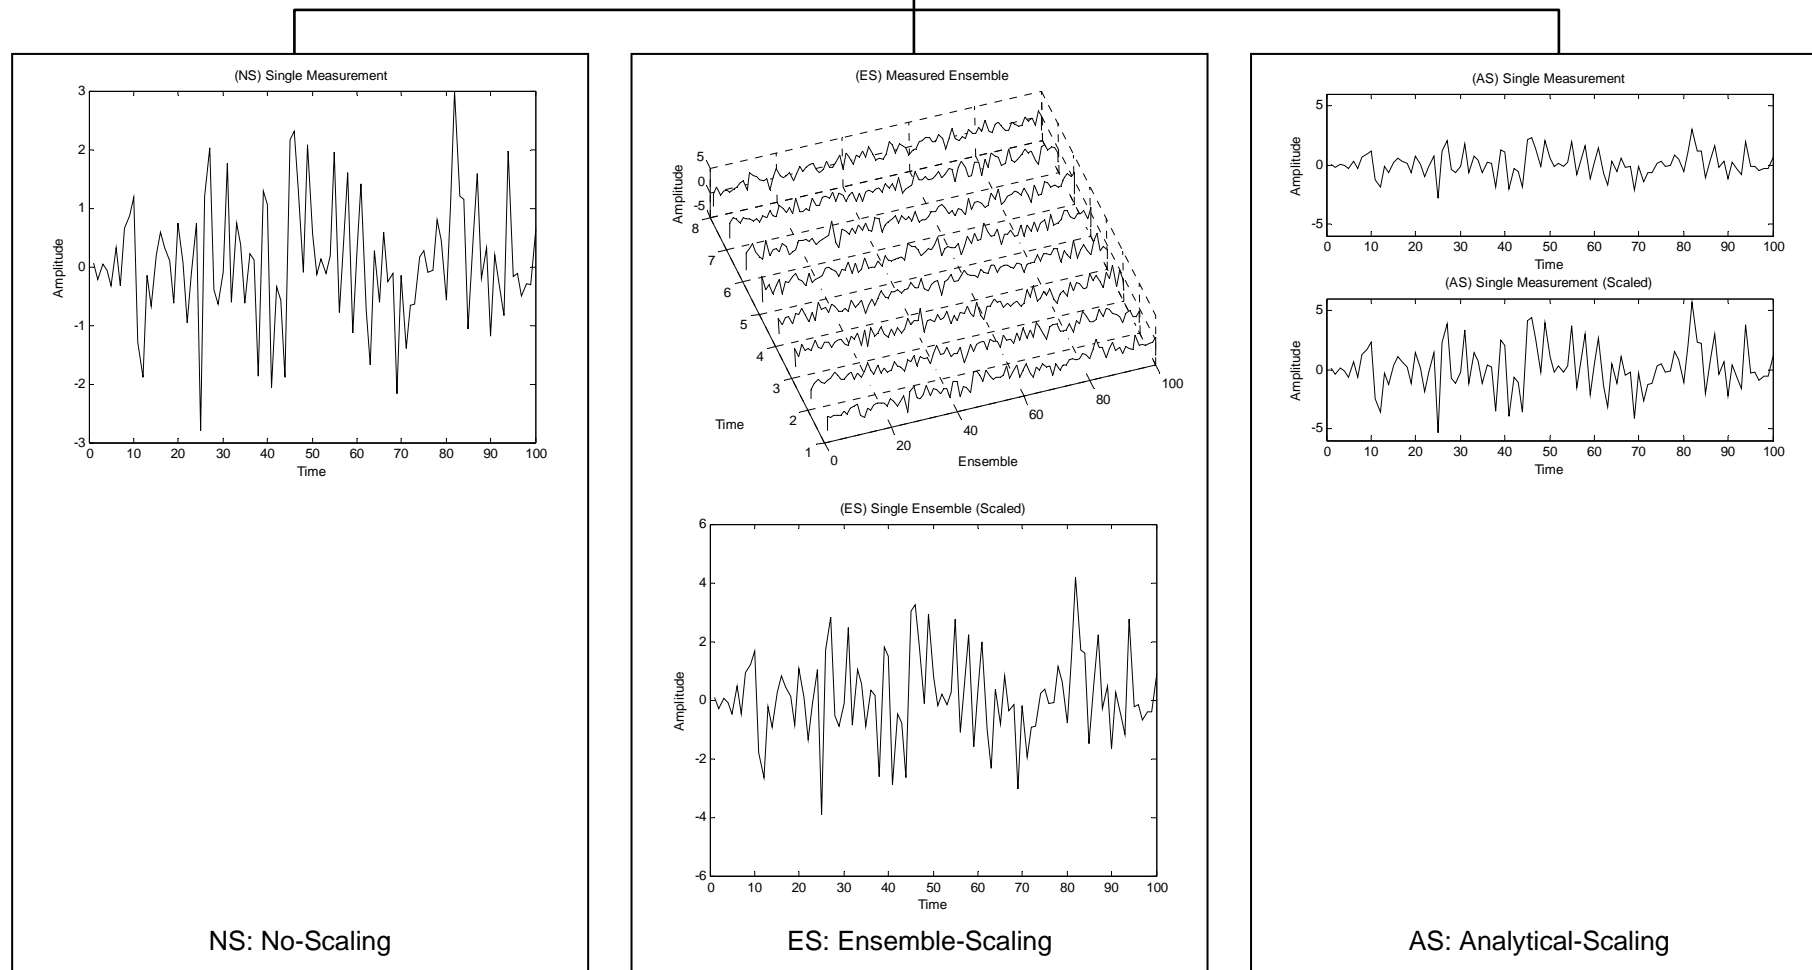 (NS) Single Measurement
3
2
1
0
-1
-2
-3
Amplitude
0 10 20 30 40 50 60 70 80 90 100
Time
NS: No-Scaling
(ES) Measured Ensemble
5
0
-5
Amplitude
8
7
6
5
4
3
2
1
Time
0 20 40 60 80 100
Ensemble
(ES) Single Ensemble (Scaled)
6
4
2
0
-2
-4
-6
Amplitude
0 10 20 30 40 50 60 70 80 90 100
Time
ES: Ensemble-Scaling
(AS) Single Measurement
5
0
-5
Amplitude
0 10 20 30 40 50 60 70 80 90 100
Time
(AS) Single Measurement (Scaled)
5
0
-5
Amplitude
0 10 20 30 40 50 60 70 80 90 100
Time
AS: Analytical-Scaling